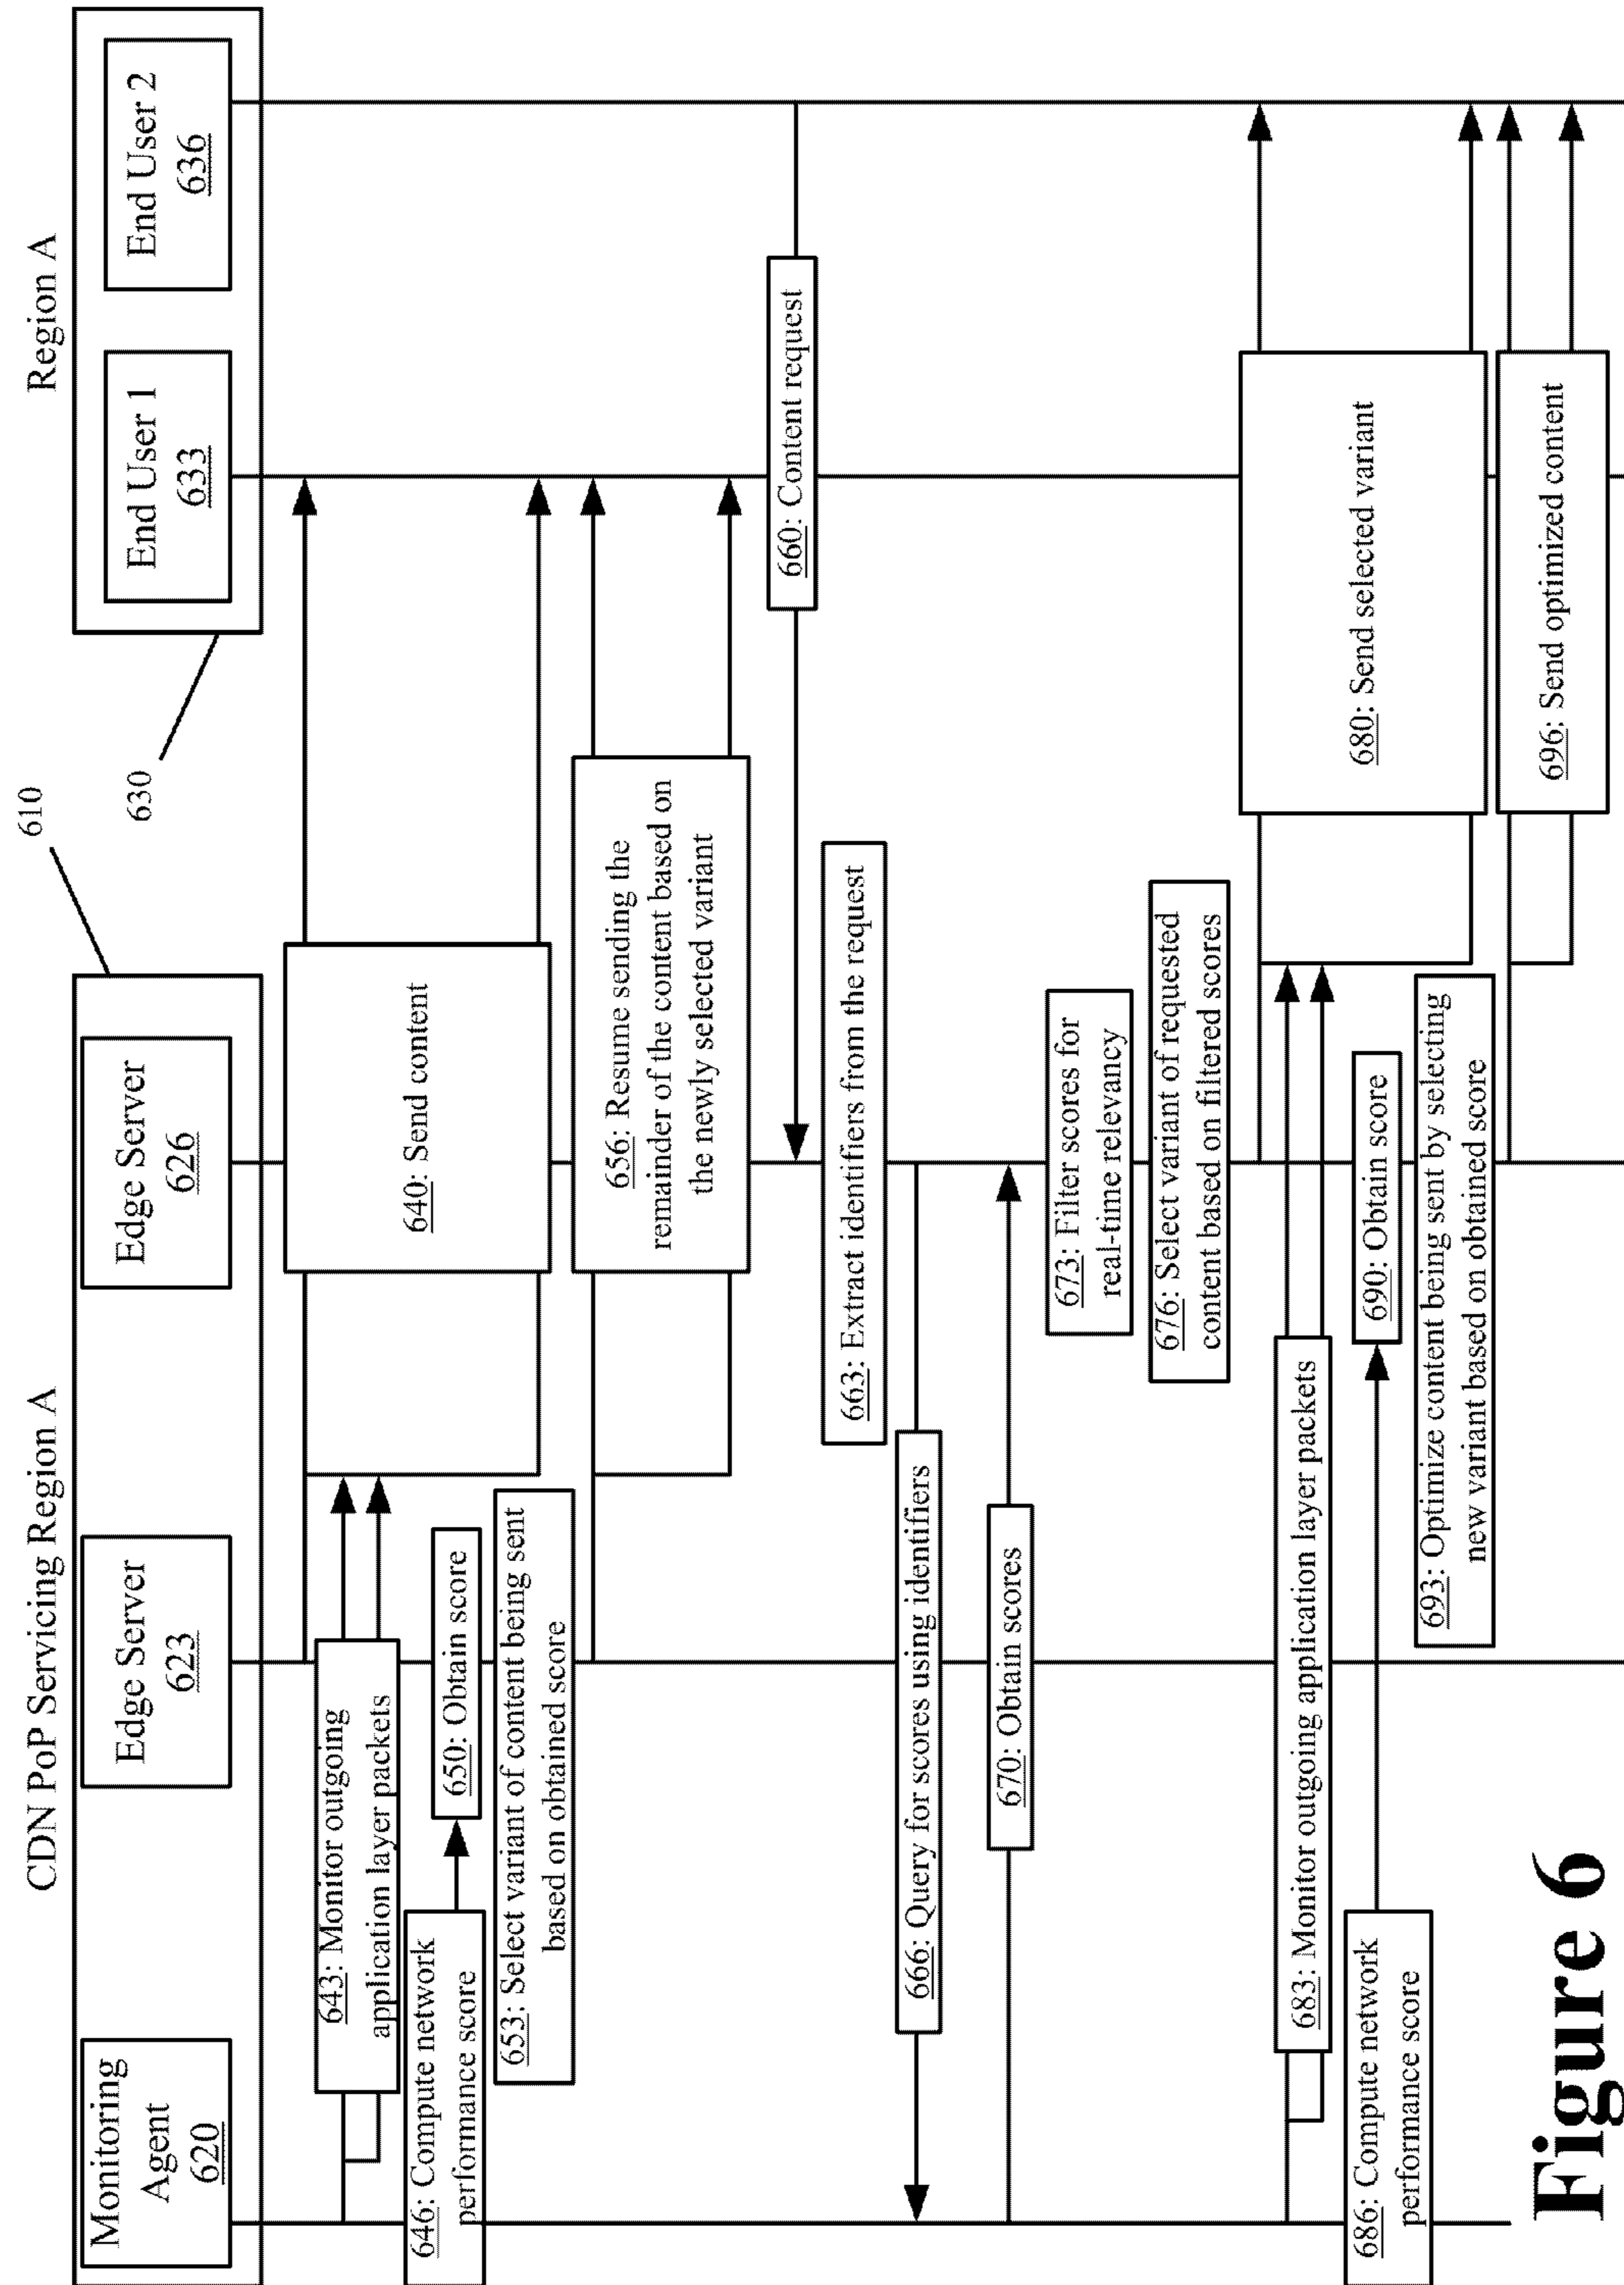 CDN PoP Servicing Region A
Region A
610
630
Monitoring
Agent
620
Edge Server
623
Edge Server
626
End User 1
633
End User 2
636
640: Send content
643: Monitor outgoing
application layer packets
646: Compute network
performance score
650: Obtain score
653: Select variant of content being sent
based on obtained score
656: Resume sending the
remainder of the content based on
the newly selected variant
660: Content request
663: Extract identifiers from the request
666: Query for scores using identifiers
670: Obtain scores
673: Filter scores for
real-time relevancy
676: Select variant of requested
content based on filtered scores
680: Send selected variant
683: Monitor outgoing application layer packets
686: Compute network
performance score
690: Obtain score
693: Optimize content being sent by selecting
new variant based on obtained score
696: Send optimized content
Figure 6